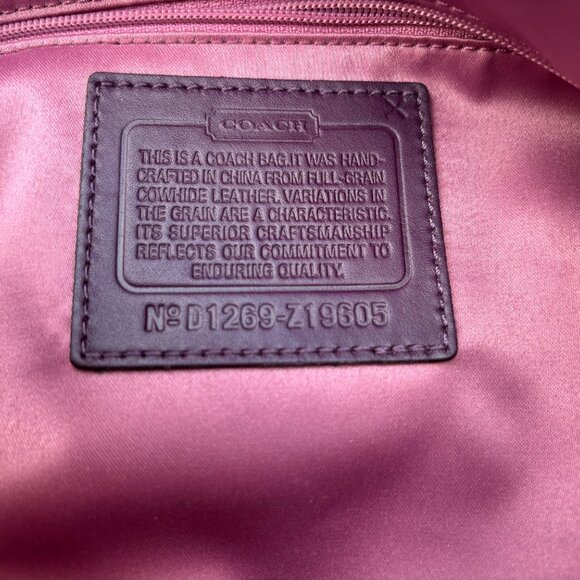 COACH
THIS IS A COACH BAG.IT WAS HAND-
CRAFTED IN CHINA FROM FULL-GRAIN
COWHIDE LEATHER. VARIATIONS IN
THE GRAIN ARE A CHARACTERISTIC.
ITS SUPERIOR CRAFTSMANSHIP
REFLECTS OUR COMMITMENT TO
ENDURING QUALITY.
Nº D1269-Z19605